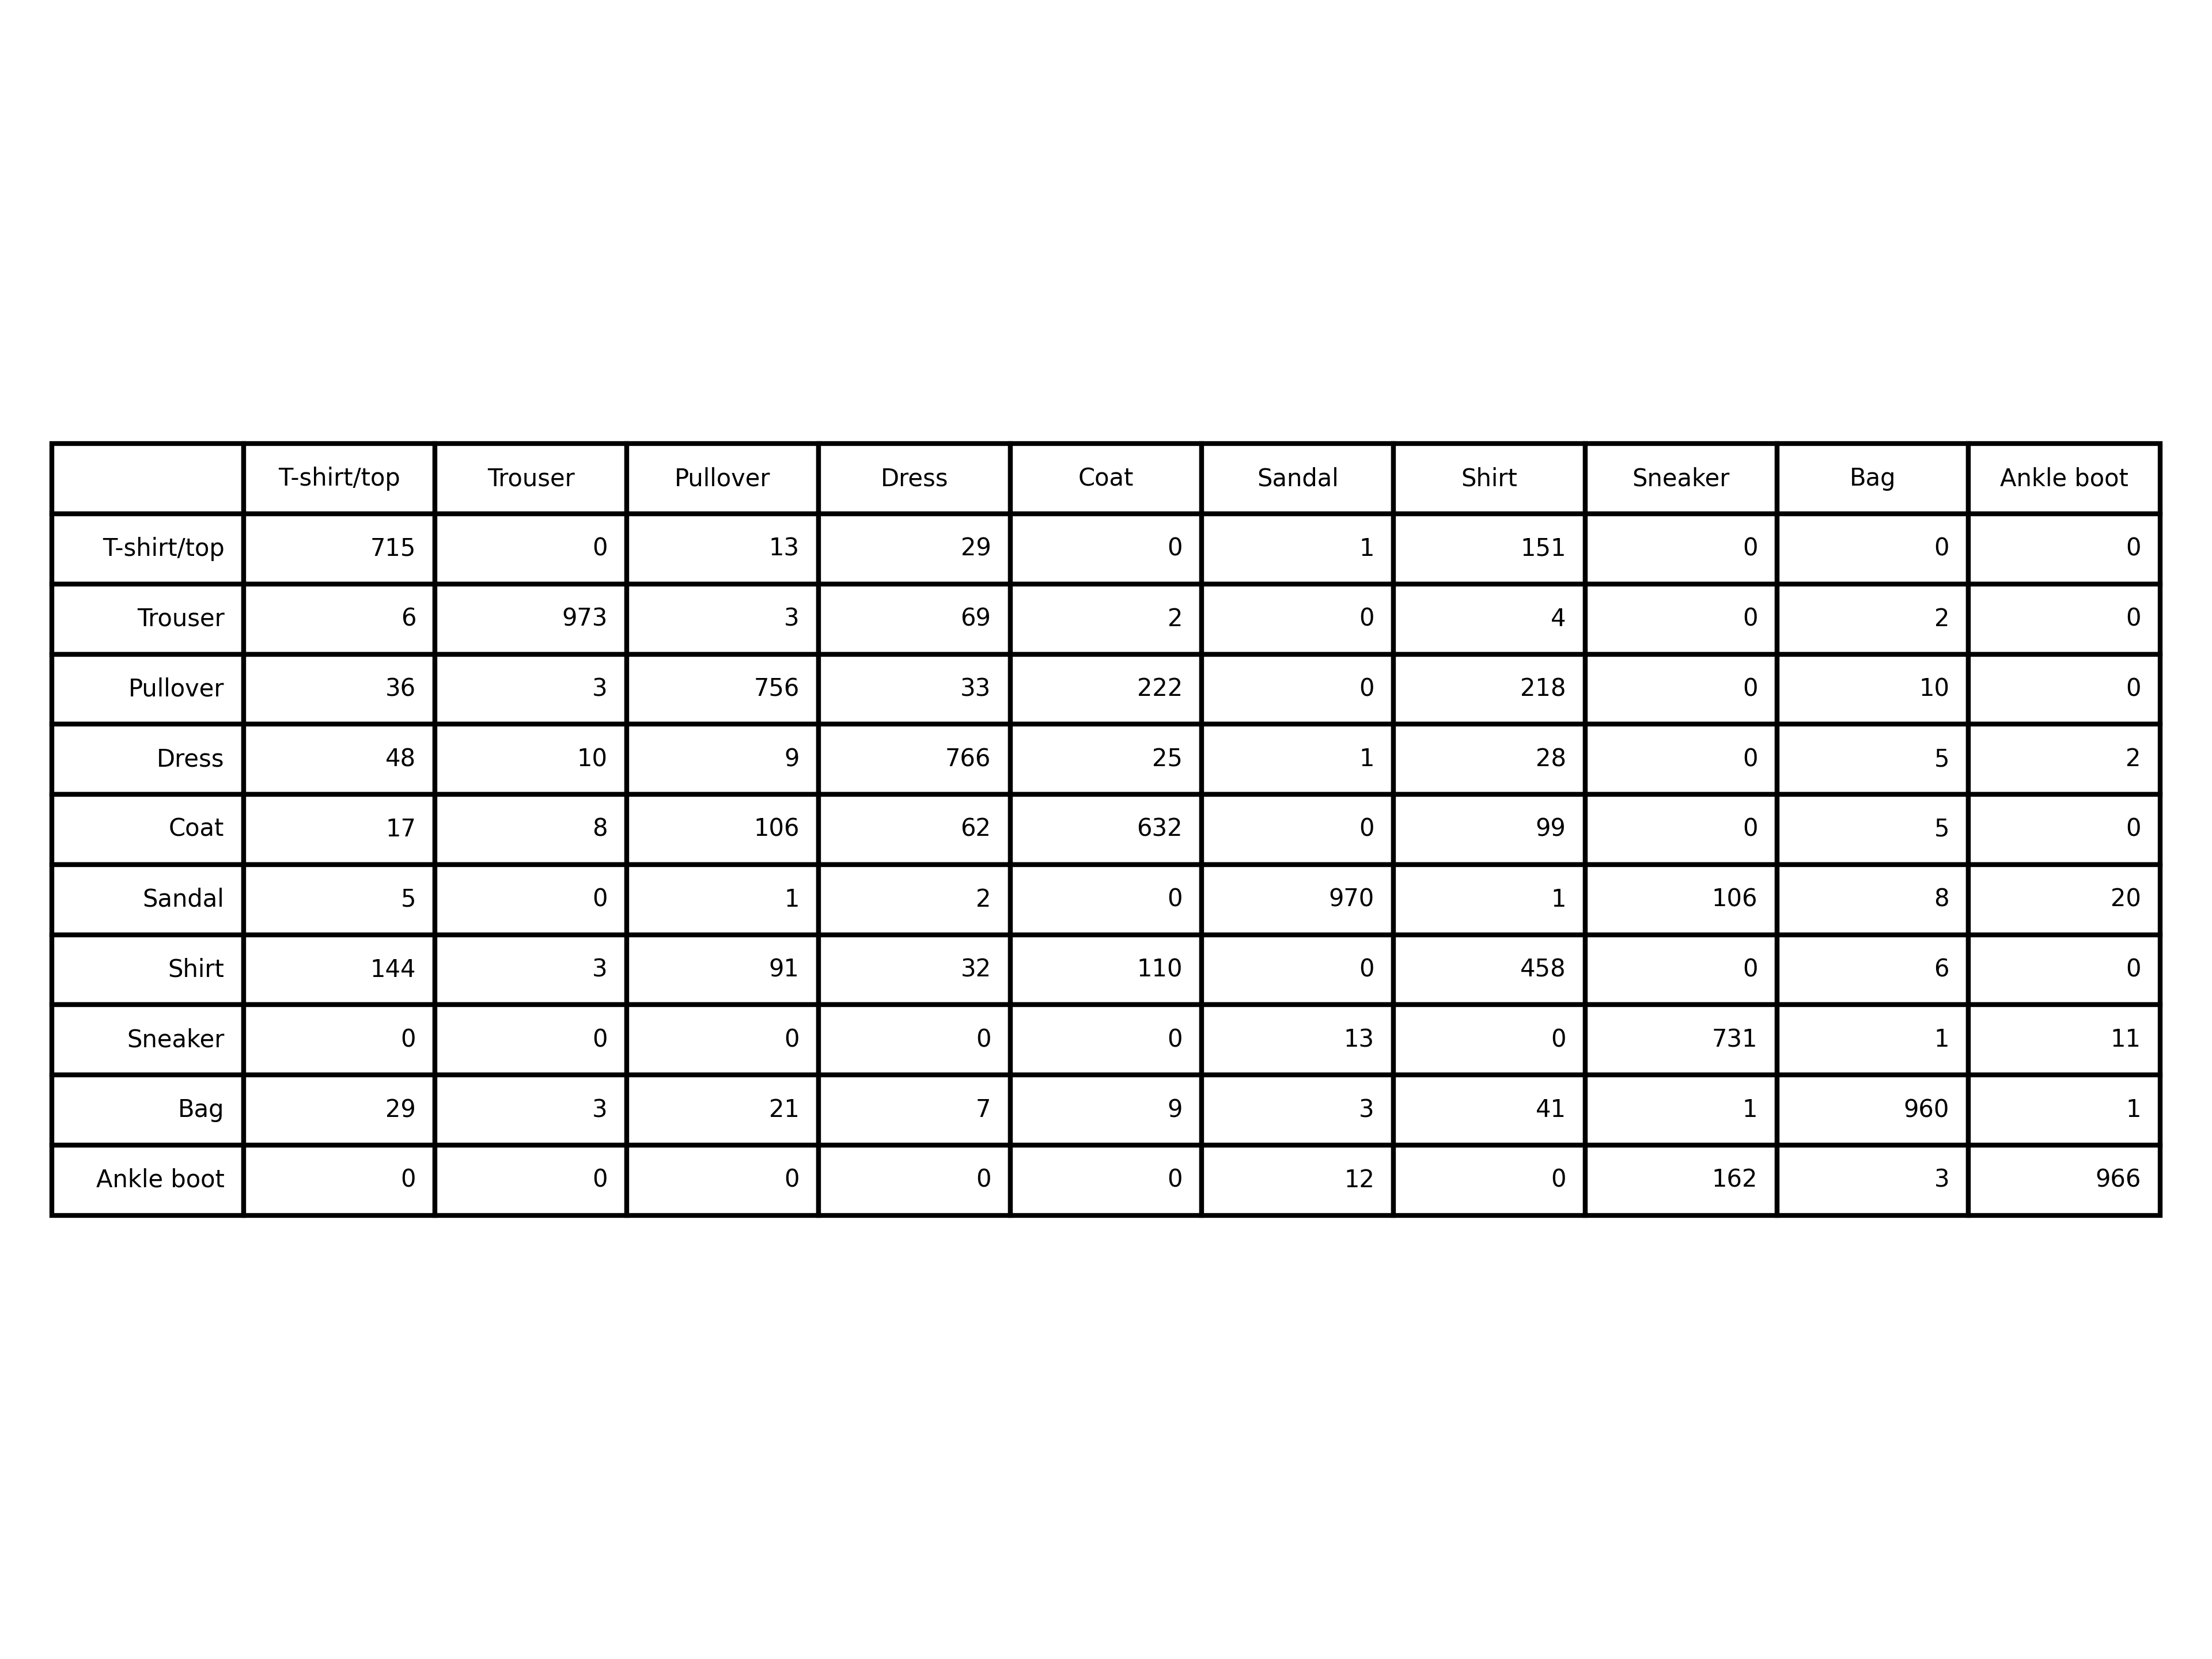 T-shirt/top Trouser Pullover Dress Coat Sandal Shirt Sneaker Bag Ankle boot
T-shirt/top 715 0 13 29 0 1 151 0 0 0
Trouser 6 973 3 69 2 0 4 0 2 0
Pullover 36 3 756 33 222 0 218 0 10 0
Dress 48 10 9 766 25 1 28 0 5 2
Coat 17 8 106 62 632 0 99 0 5 0
Sandal 5 0 1 2 0 970 1 106 8 20
Shirt 144 3 91 32 110 0 458 0 6 0
Sneaker 0 0 0 0 0 13 0 731 1 11
Bag 29 3 21 7 9 3 41 1 960 1
Ankle boot 0 0 0 0 0 12 0 162 3 966